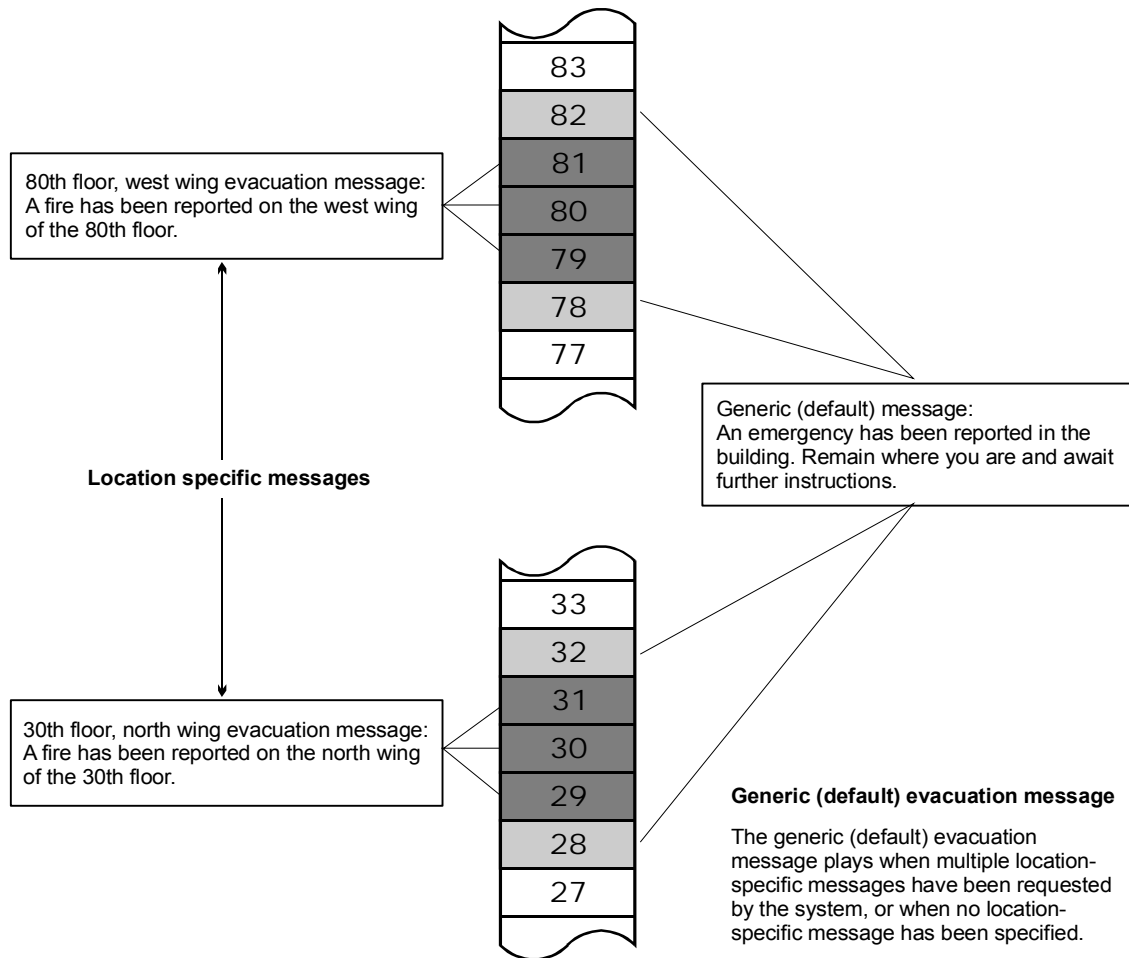 83
82
81
80
79
78
77
80th floor, west wing evacuation message:
A fire has been reported on the west wing
of the 80th floor.
Generic (default) message:
An emergency has been reported in the
building. Remain where you are and await
further instructions.
Location specific messages
33
32
31
30
29
28
27
30th floor, north wing evacuation message:
A fire has been reported on the north wing
of the 30th floor.
Generic (default) evacuation message
The generic (default) evacuation
message plays when multiple location-
specific messages have been requested
by the system, or when no location-
specific message has been specified.